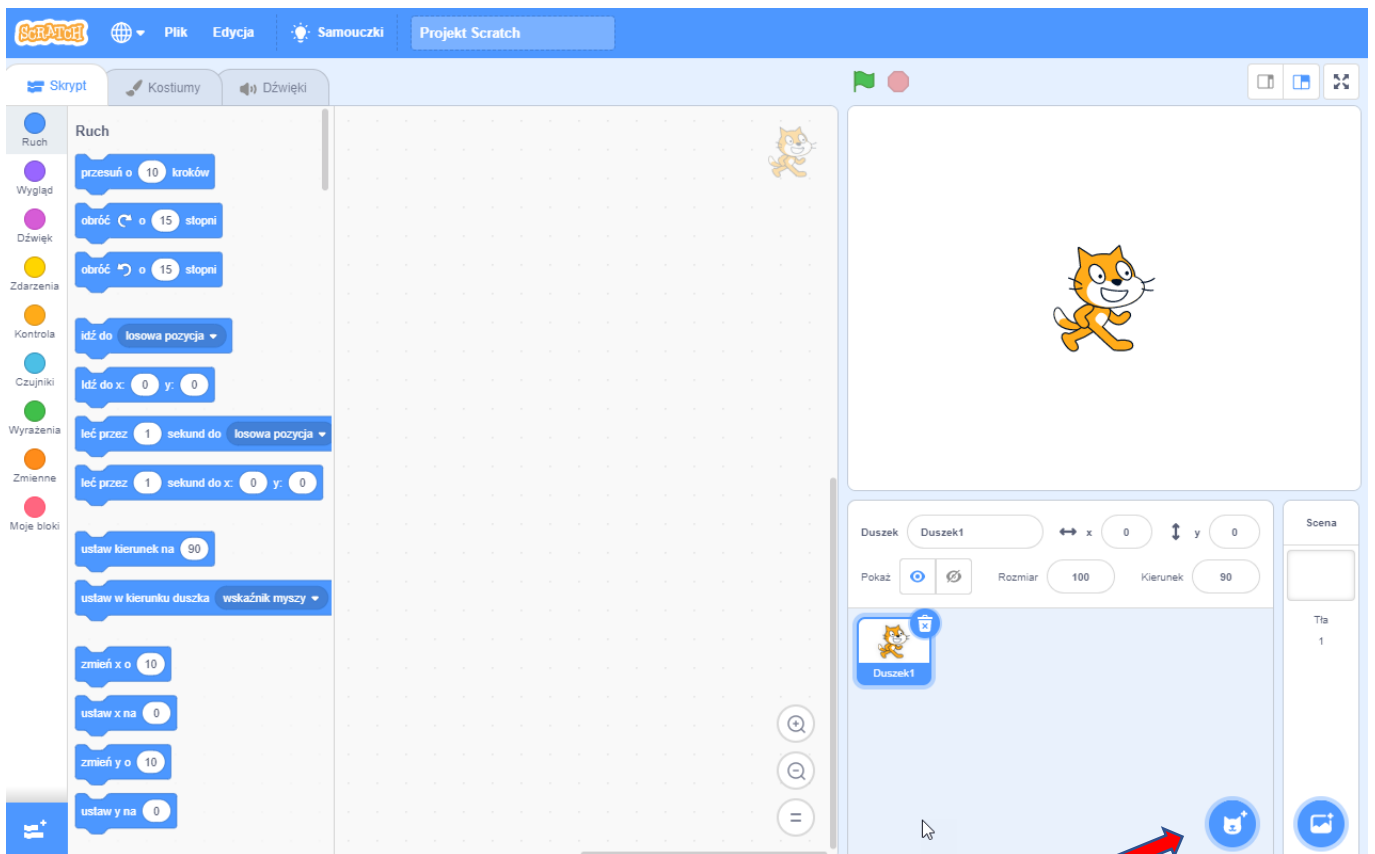 SCRATCH Plik Edycja Samouczki Projekt Scratch
Skrypt Kostiumy Dźwięki
Ruch
Wygląd
Dźwięk
Zdarzenia
Kontrola
Czujniki
Wyrażenia
Zmienne
Moje bloki
Ruch
przesuń o 10 kroków
obróć o 15 stopni
obróć o 15 stopni
idź do losowa pozycja
Idź do x: 0 y: 0
leć przez 1 sekund do losowa pozycja
leć przez 1 sekund do x: 0 y: 0
ustaw kierunek na 90
ustaw w kierunku duszka wskaźnik myszy
zmień x o 10
ustaw x na 0
zmień y o 10
ustaw y na 0
Duszek Duszek1 x 0 y 0
Pokaż Rozmiar 100 Kierunek 90
Duszek1
Scena
Tła
1